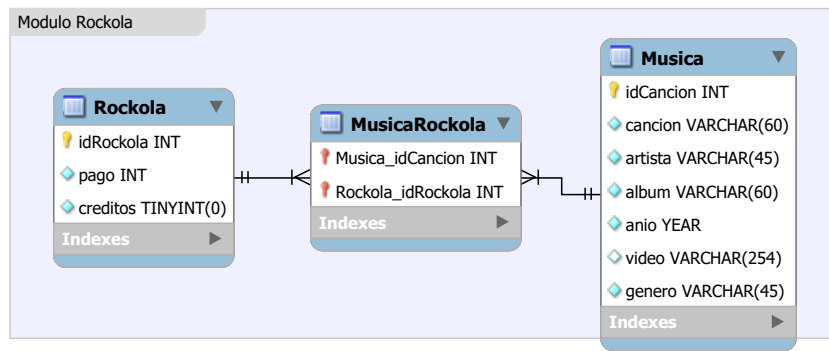 Modulo Rockola
Rockola
idRockola INT
pago INT
creditos TINYINT(0)
Indexes
MusicaRockola
Musica_idCancion INT
Rockola_idRockola INT
Indexes
Musica
idCancion INT
cancion VARCHAR(60)
artista VARCHAR(45)
album VARCHAR(60)
anio YEAR
video VARCHAR(254)
genero VARCHAR(45)
Indexes